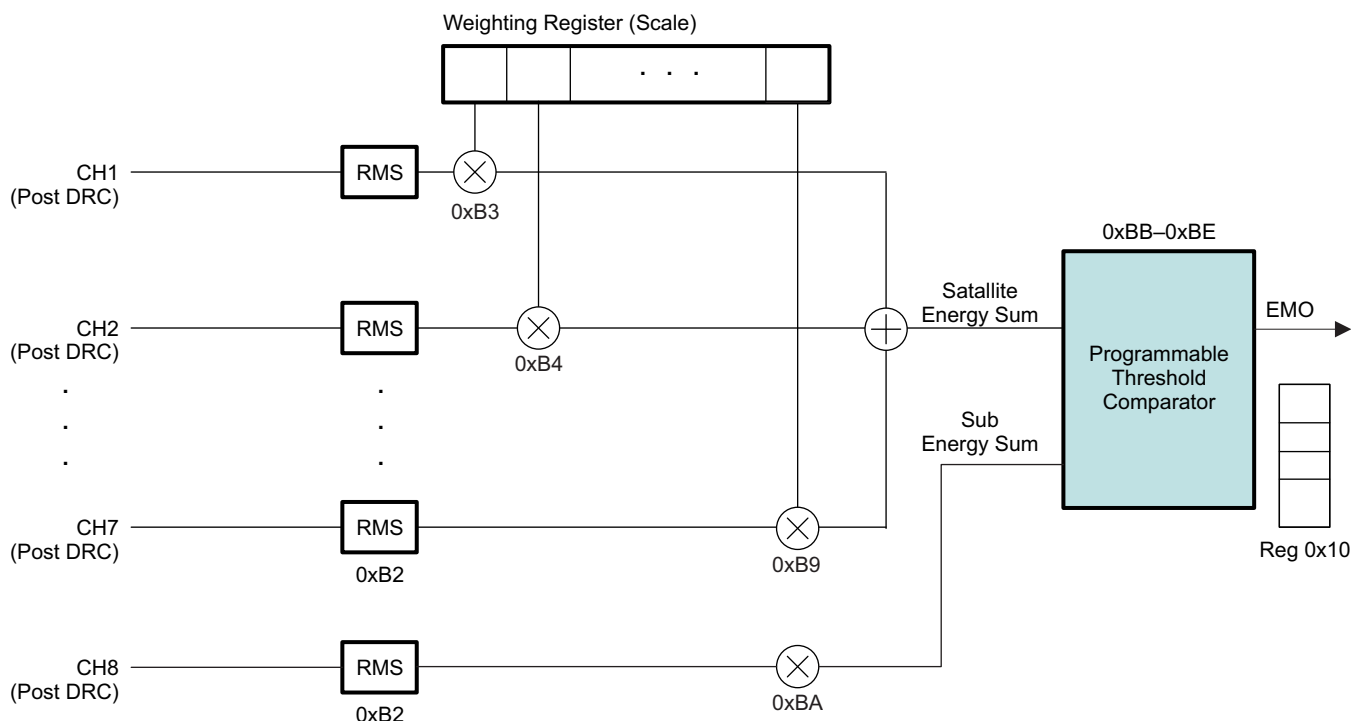 Weighting Register (Scale)
. . .
CH1
(Post DRC)
RMS
0xB3
CH2
(Post DRC)
RMS
0xB4
.
.
.
.
.
.
CH7
(Post DRC)
RMS
0xB2
0xB9
CH8
(Post DRC)
RMS
0xB2
0xBA
Satallite
Energy Sum
Sub
Energy Sum
0xBB–0xBE
Programmable
Threshold
Comparator
EMO
Reg 0x10